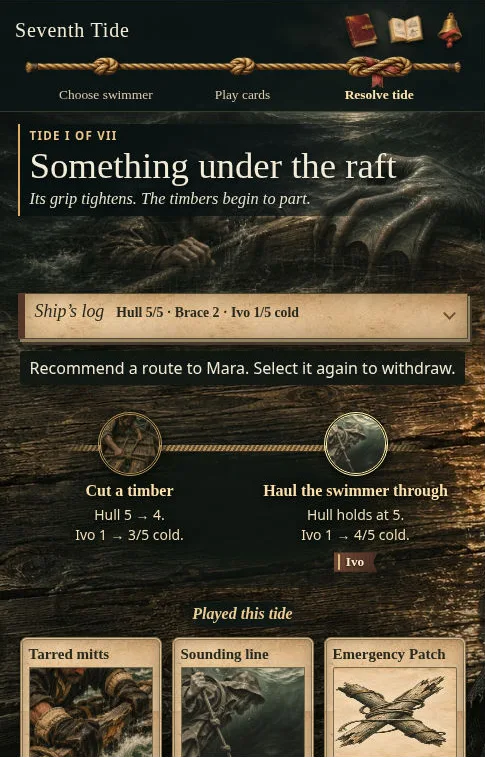 Seventh Tide
Choose swimmer
Play cards
Resolve tide
TIDE I OF VII
Something under the raft
Its grip tightens. The timbers begin to part.
Ship’s log Hull 5/5 · Brace 2 · Ivo 1/5 cold
Recommend a route to Mara. Select it again to withdraw.
Cut a timber
Hull 5 → 4.
Ivo 1 → 3/5 cold.
Haul the swimmer through
Hull holds at 5.
Ivo 1 → 4/5 cold.
Ivo
Played this tide
Tarred mitts
Sounding line
Emergency Patch